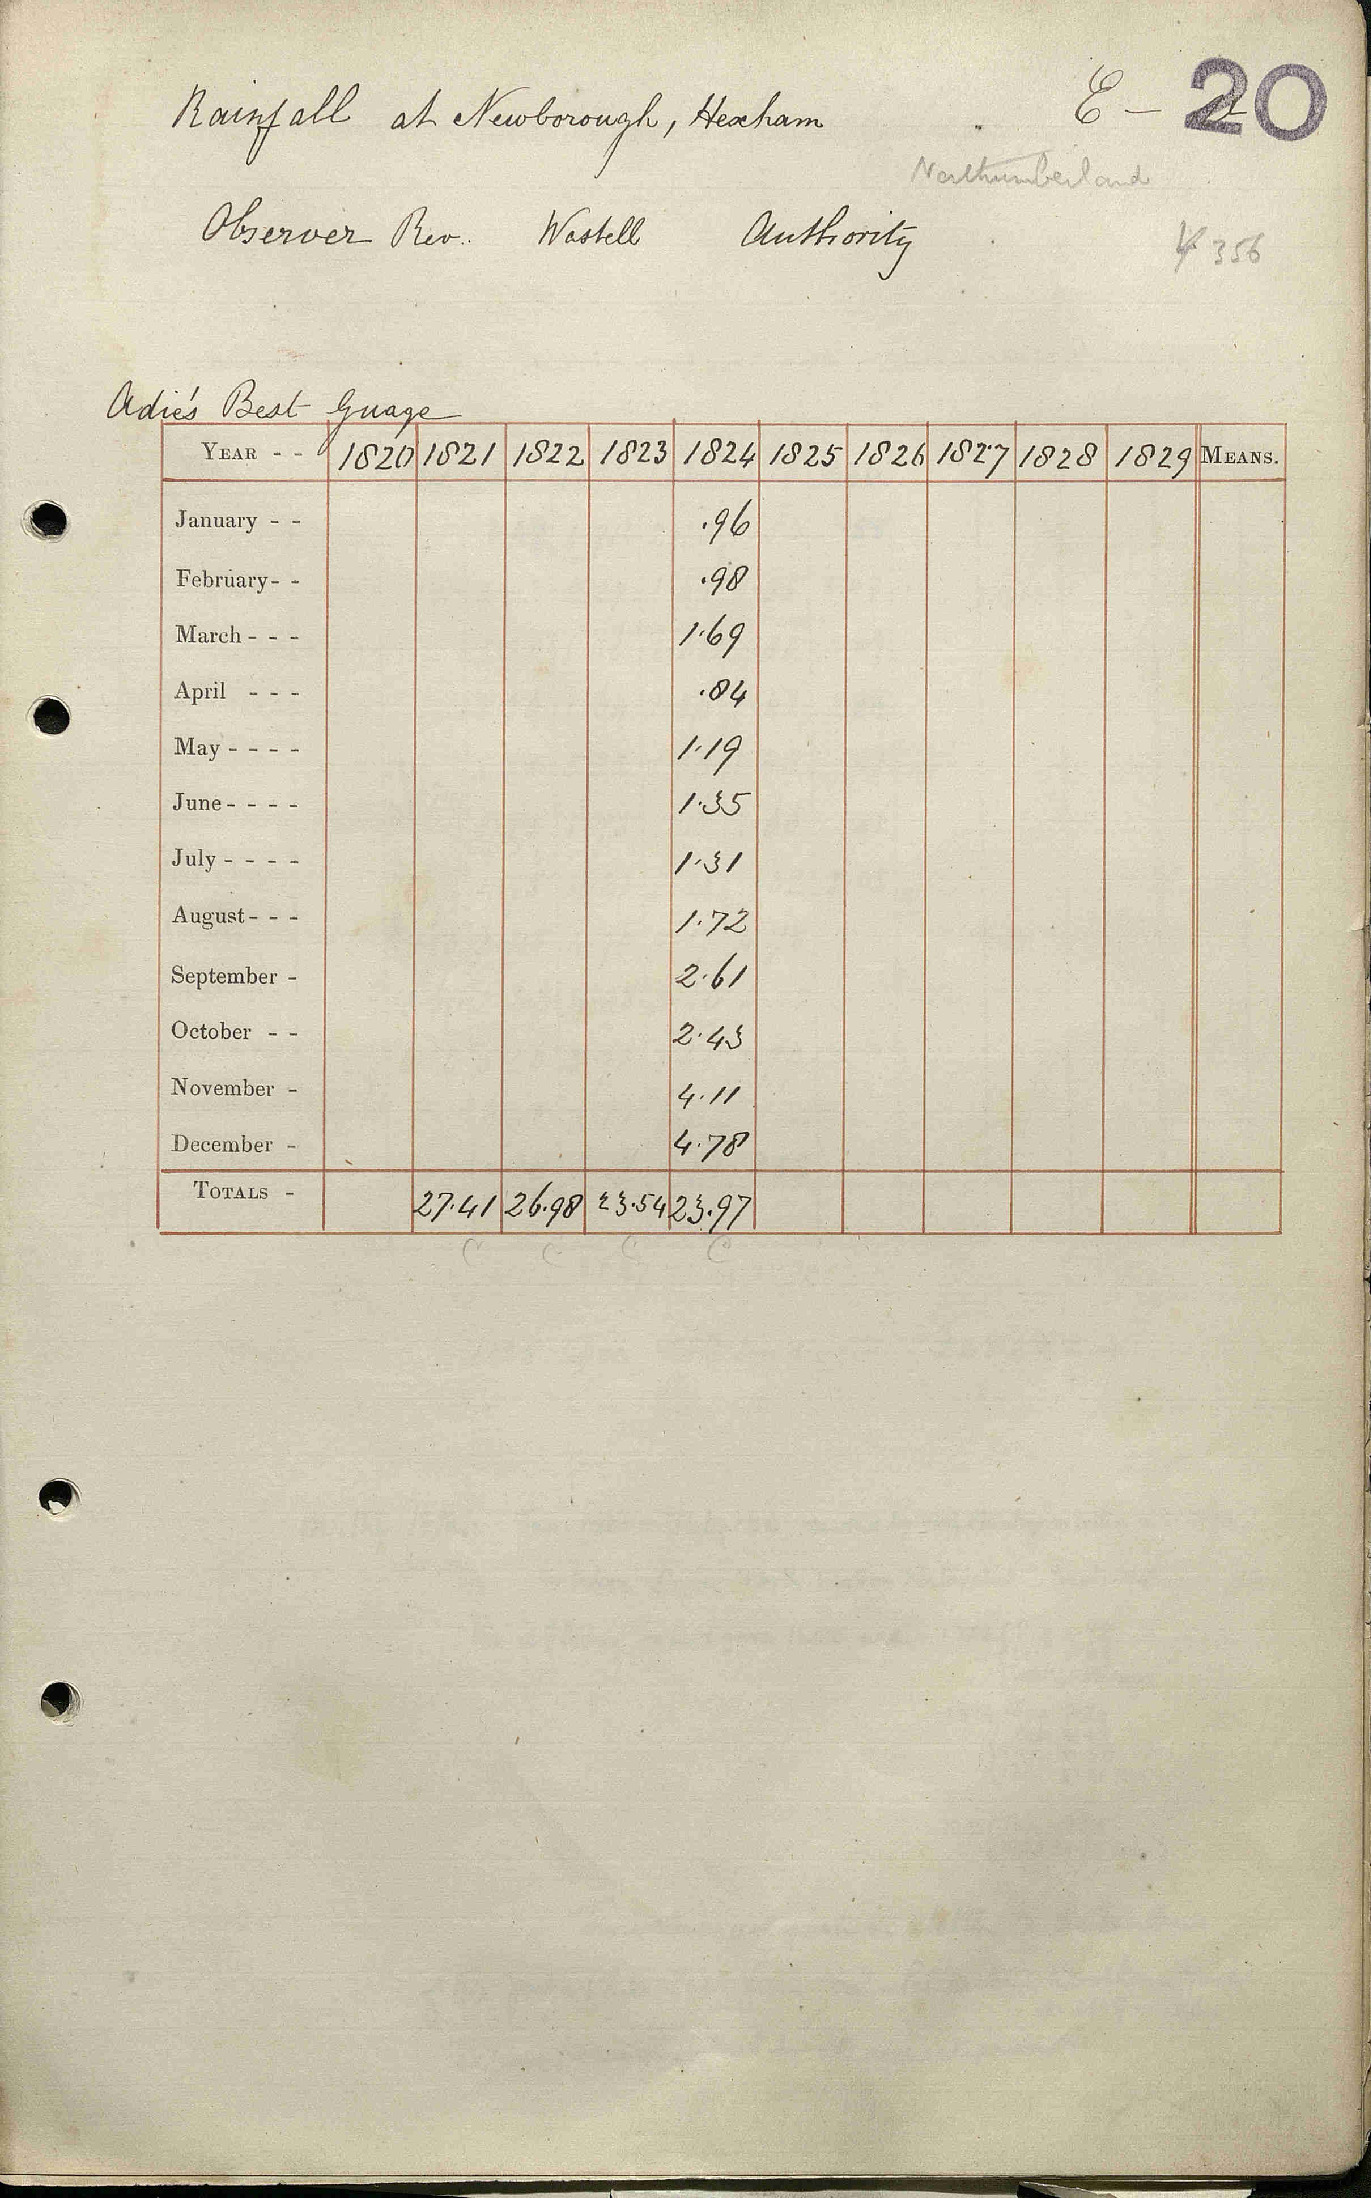 Rainfall at Newborough, Hexham E - 20
Northumberland
Observer Rev. Wastell Authority
356
Adie's Best Guage
YEAR - - 1820 1821 1822 1823 1824 1825 1826 1827 1828 1829 MEANS.
January - - .96
February - - .98
March - - - 1.69
April - - - .84
May - - - - 1.19
June - - - - 1.35
July - - - - 1.31
August - - - 1.72
September - 2.61
October - - 2.43
November - 4.11
December - 4.78
TOTALS - 27.41 26.98 23.54 23.97
C C C C